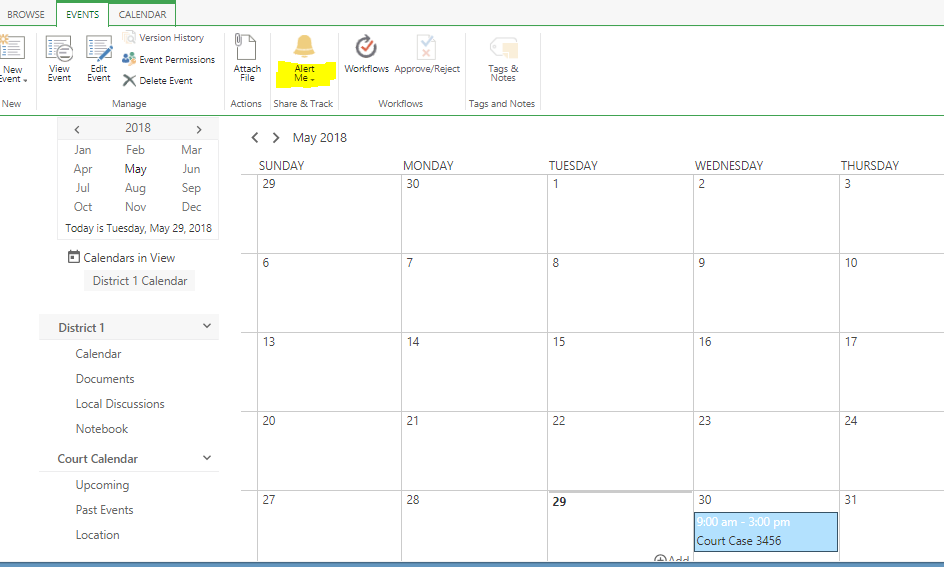 BROWSE EVENTS CALENDAR
New Event
View Event
Edit Event
Version History
Event Permissions
Delete Event
Attach File
Alert Me
Workflows
Approve/Reject
Tags & Notes
New Manage Actions Share & Track Workflows Tags and Notes
2018
Jan Feb Mar
Apr May Jun
Jul Aug Sep
Oct Nov Dec
Today is Tuesday, May 29, 2018
Calendars in View
District 1 Calendar
District 1
Calendar
Documents
Local Discussions
Notebook
Court Calendar
Upcoming
Past Events
Location
May 2018
SUNDAY MONDAY TUESDAY WEDNESDAY THURSDAY
29 30 1 2 3
6 7 8 9 10
13 14 15 16 17
20 21 22 23 24
27 28 29 30 31
9:00 am - 3:00 pm
Court Case 3456
Add